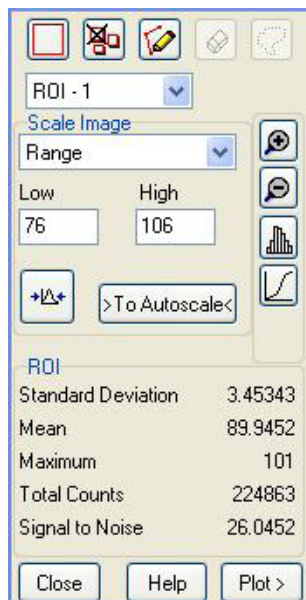 ROI - 1
Scale Image
Range
Low High
76 106
>To Autoscale<
ROI
Standard Deviation 3.45343
Mean 89.9452
Maximum 101
Total Counts 224863
Signal to Noise 26.0452
Close Help Plot >